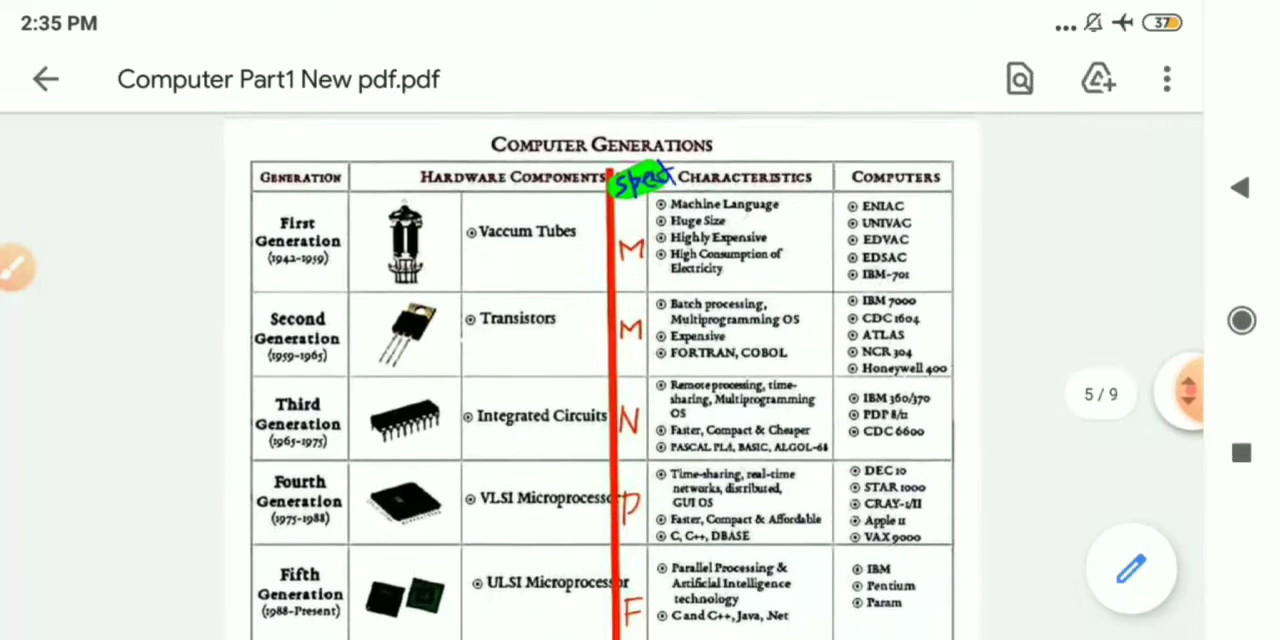 2:35 PM
37
Computer Part1 New pdf.pdf
COMPUTER GENERATIONS
GENERATION HARDWARE COMPONENTS speed CHARACTERISTICS COMPUTERS
First
Generation
(1942-1959)
Vaccum Tubes
M
Machine Language
Huge Size
Highly Expensive
High Consumption of
Electricity
ENIAC
UNIVAC
EDVAC
EDSAC
IBM-701
Second
Generation
(1959-1965)
Transistors
M
Batch processing,
Multiprogramming OS
Expensive
FORTRAN, COBOL
IBM 7000
CDC 1604
ATLAS
NCR 304
Honeywell 400
Third
Generation
(1965-1975)
Integrated Circuits
N
Remote processing, time-
sharing, Multiprogramming
OS
Faster, Compact & Cheaper
PASCAL PL/1, BASIC, ALGOL-68
IBM 360/370
PDP 8/11
CDC 6600
5 / 9
Fourth
Generation
(1975-1988)
VLSI Microprocessor
P
Time-sharing, real-time
networks, distributed,
GUI OS
Faster, Compact & Affordable
C, C++, DBASE
DEC 10
STAR 1000
CRAY-1/II
Apple II
VAX 9000
Fifth
Generation
(1988-Present)
ULSI Microprocessor
F
Parallel Processing &
Artificial Intelligence
technology
C and C++, Java, .Net
IBM
Pentium
Param